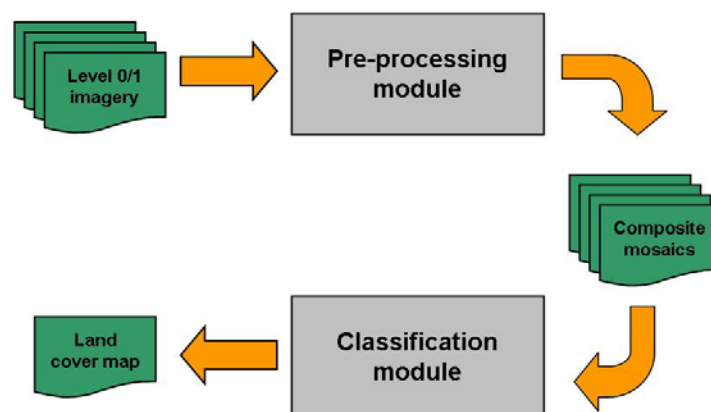 Level 0/1
imagery
Pre-processing
module
Composite
mosaics
Classification
module
Land
cover map